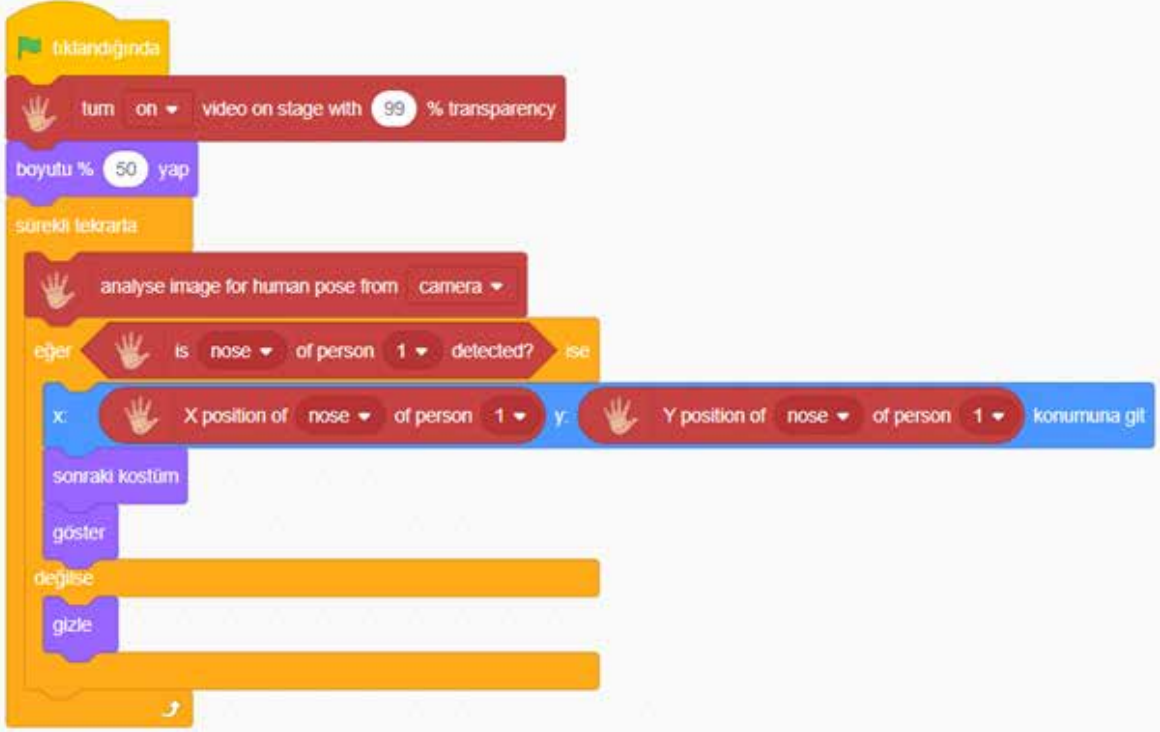 tıklandığında
turn on video on stage with 99 % transparency
boyutu % 50 yap
sürekli tekrarla
analyse image for human pose from camera
eğer is nose of person 1 detected? ise
x: X position of nose of person 1 y: Y position of nose of person 1 konumuna git
sonraki kostüm
göster
değilse
gizle